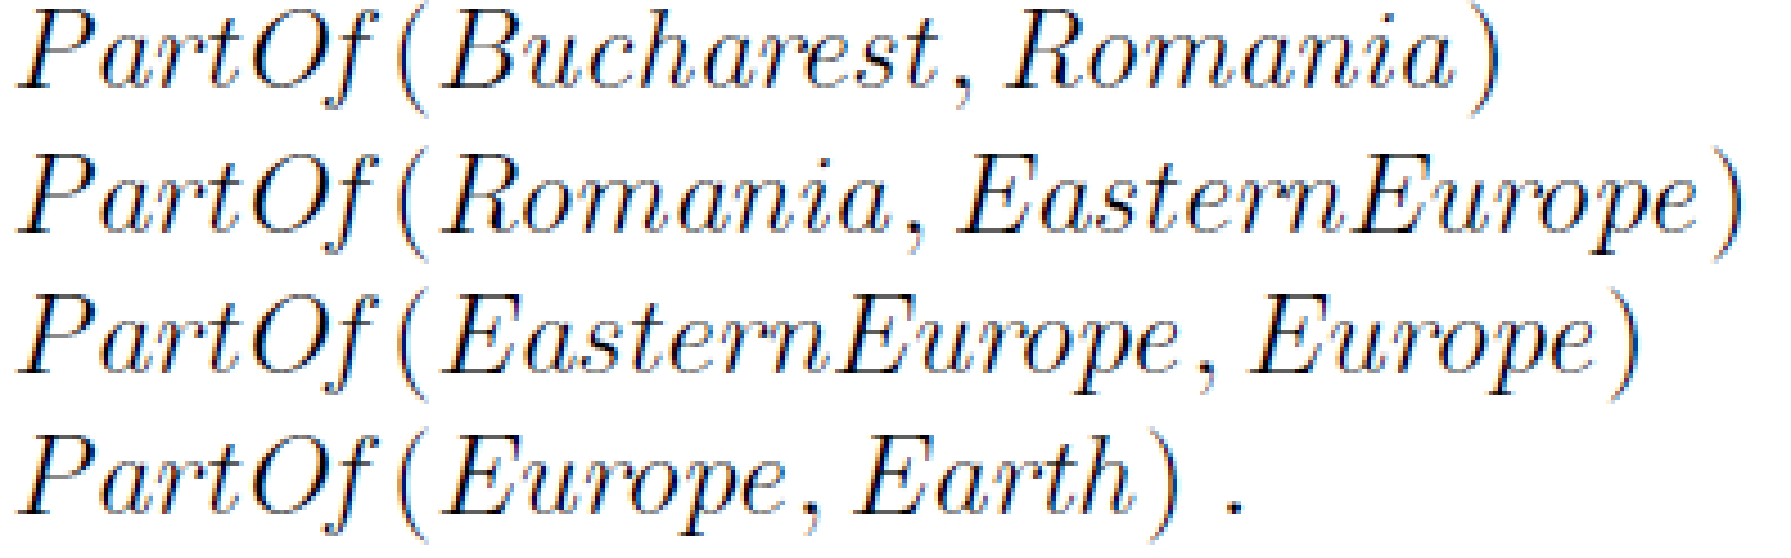 PartOf(Bucharest, Romania)
PartOf(Romania, EasternEurope)
PartOf(EasternEurope, Europe)
PartOf(Europe, Earth) .